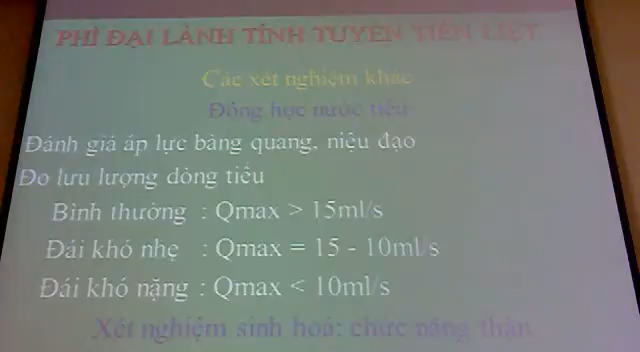 PHÌ ĐẠI LÀNH TÍNH TUYẾN TIỀN LIỆT
Các xét nghiệm khác
Động học nước tiểu
Đánh giá áp lực bàng quang, niệu đạo
Đo lưu lượng dòng tiểu
Bình thường : Qmax > 15ml/s
Đái khó nhẹ : Qmax = 15 - 10ml/s
Đái khó nặng : Qmax < 10ml/s
Xét nghiệm sinh hoá: chức năng thận